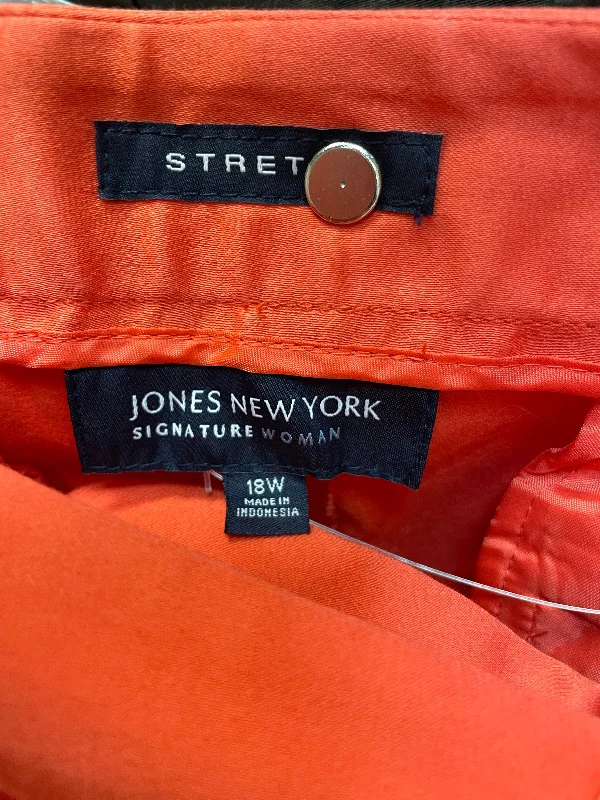 STRET
JONES NEW YORK
SIGNATURE WOMAN
18W
MADE IN
INDONESIA